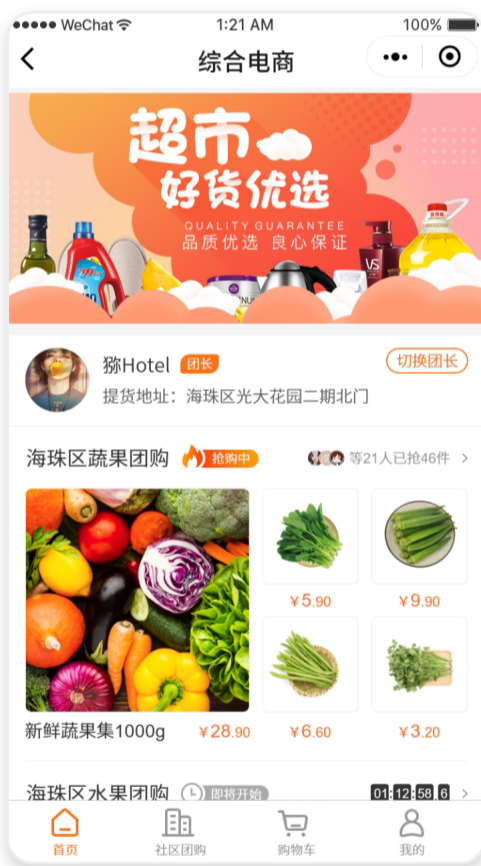 WeChat 1:21 AM 100%
综合电商
超市
好货优选
QUALITY GUARANTEE
品质优选 良心保证
VS
猕Hotel 团长 切换团长
提货地址：海珠区光大花园二期北门
海珠区蔬果团购 抢购中 等21人已抢46件
￥5.90 ￥9.90
￥6.60 ￥3.20
新鲜蔬果集1000g ￥28.90
海珠区水果团购 即将开始 01:12:58.6
首页 社区团购 购物车 我的